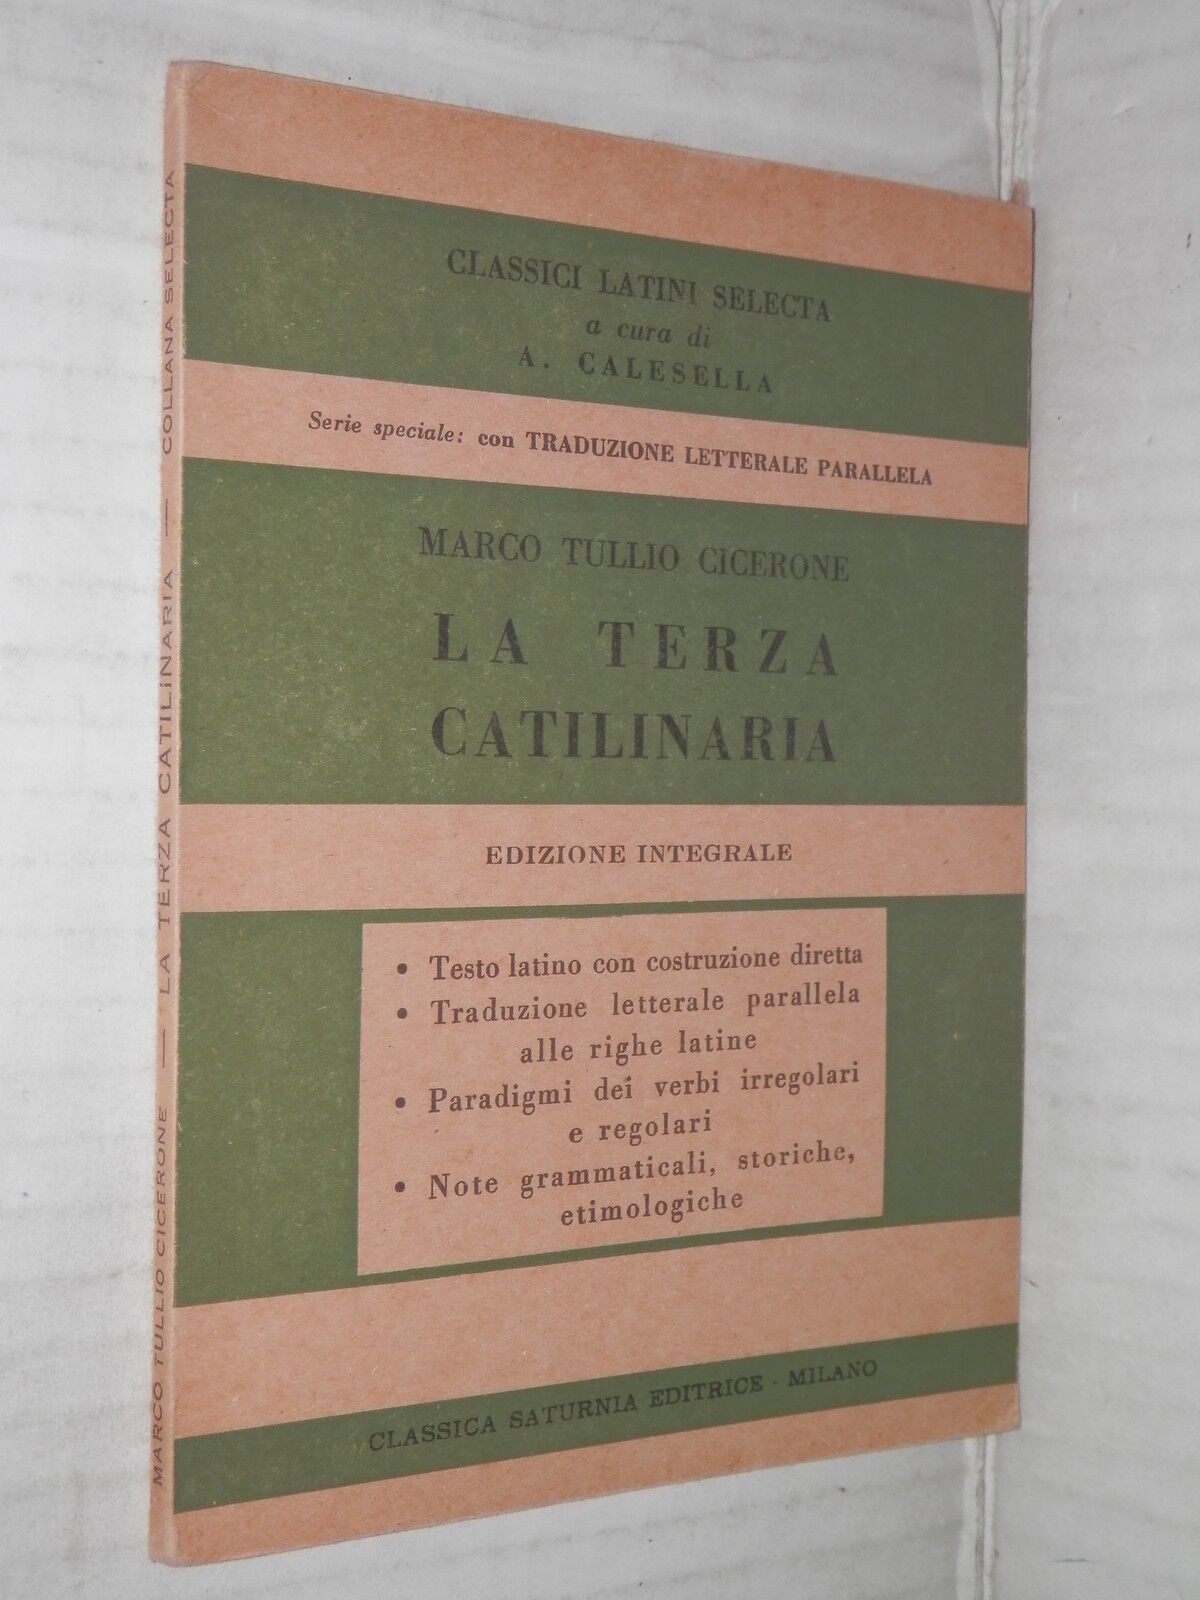 CLASSICI LATINI SELECTA
a cura di
A. CALESELLA
Serie speciale: con TRADUZIONE LETTERALE PARALLELA
MARCO TULLIO CICERONE
LA TERZA
CATILINARIA
EDIZIONE INTEGRALE
• Testo latino con costruzione diretta
• Traduzione letterale parallela
alle righe latine
• Paradigmi dei verbi irregolari
e regolari
• Note grammaticali, storiche,
etimologiche
CLASSICA SATURNIA EDITRICE - MILANO
MARCO TULLIO CICERONE — LA TERZA CATILINARIA — COLLANA SELECTA